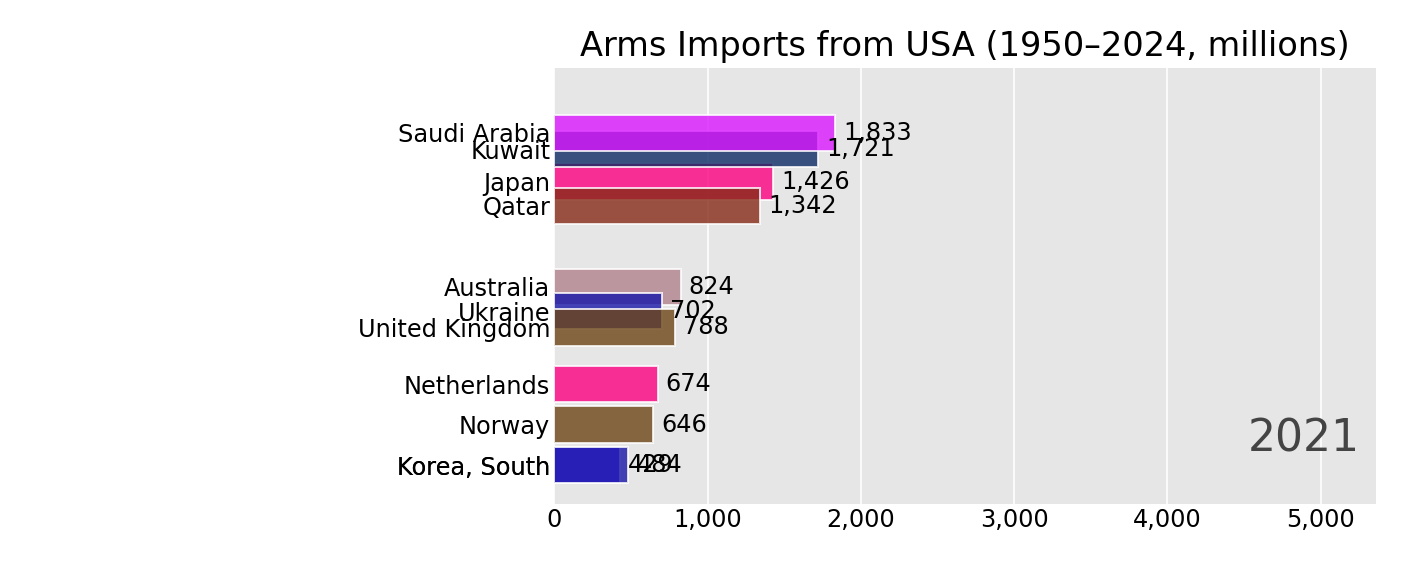 Arms Imports from USA (1950–2024, millions)
Saudi Arabia 1,833
Kuwait 1,721
Japan 1,426
Qatar 1,342
Australia 824
Ukraine 702
United Kingdom 788
Netherlands 674
Norway 646
2021
Korea, South 429 484
0 1,000 2,000 3,000 4,000 5,000